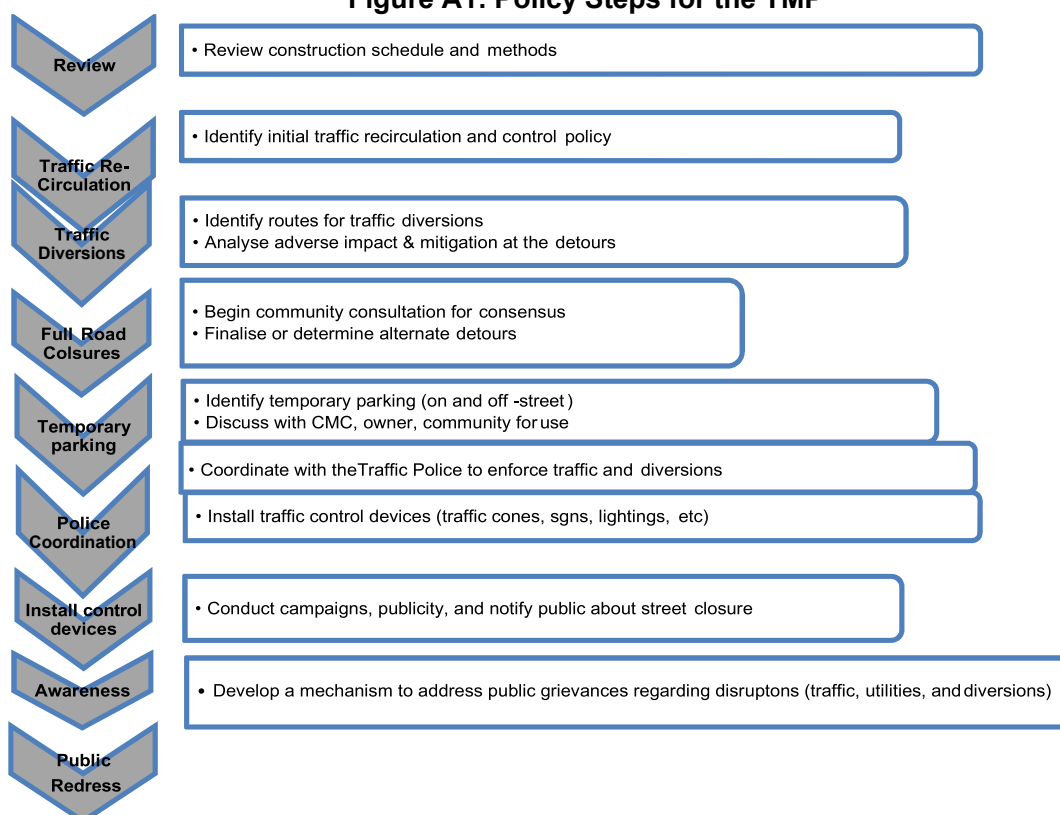 Figure A1: Policy Steps for the TMP
Review
• Review construction schedule and methods
Traffic Re-
Circulation
• Identify initial traffic recirculation and control policy
Traffic
Diversions
• Identify routes for traffic diversions
• Analyse adverse impact & mitigation at the detours
Full Road
Colsures
• Begin community consultation for consensus
• Finalise or determine alternate detours
Temporary
parking
• Identify temporary parking (on and off -street)
• Discuss with CMC, owner, community for use
• Coordinate with theTraffic Police to enforce traffic and diversions
Police
Coordination
• Install traffic control devices (traffic cones, sgns, lightings, etc)
Install control
devices
• Conduct campaigns, publicity, and notify public about street closure
Awareness
• Develop a mechanism to address public grievances regarding disruptons (traffic, utilities, and diversions)
Public
Redress